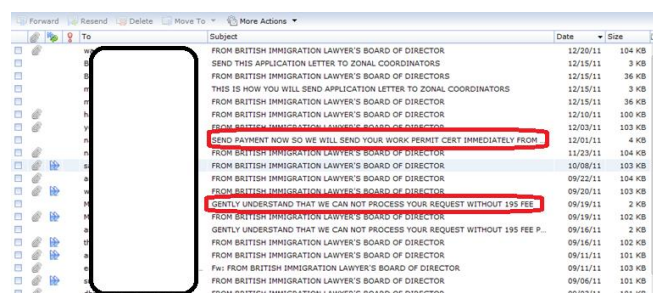 Forward Resend Delete Move To More Actions
To Subject Date Size
wa FROM BRITISH IMMIGRATION LAWYER'S BOARD OF DIRECTOR 12/20/11 104 KB
B SEND THIS APPLICATION LETTER TO ZONAL COORDINATORS 12/15/11 3 KB
B FROM BRITISH IMMIGRATION LAWYER'S BOARD OF DIRECTORS 12/15/11 36 KB
m THIS IS HOW YOU WILL SEND APPLICATION LETTER TO ZONAL COORDINATORS 12/15/11 3 KB
m FROM BRITISH IMMIGRATION LAWYER'S BOARD OF DIRECTOR 12/15/11 36 KB
h FROM BRITISH IMMIGRATION LAWYER'S BOARD OF DIRECTOR 12/10/11 100 KB
y FROM BRITISH IMMIGRATION LAWYER'S BOARD OF DIRECTOR 12/03/11 103 KB
n SEND PAYMENT NOW SO WE WILL SEND YOUR WORK PERMIT CERT IMMEDIATELY FROM ... 12/01/11 4 KB
n FROM BRITISH IMMIGRATION LAWYER'S BOARD OF DIRECTOR 11/23/11 104 KB
s FROM BRITISH IMMIGRATION LAWYER'S BOARD OF DIRECTOR 10/08/11 103 KB
a FROM BRITISH IMMIGRATION LAWYER'S BOARD OF DIRECTOR 09/22/11 104 KB
w FROM BRITISH IMMIGRATION LAWYER'S BOARD OF DIRECTOR 09/20/11 103 KB
M GENTLY UNDERSTAND THAT WE CAN NOT PROCESS YOUR REQUEST WITHOUT 195 FEE 09/19/11 2 KB
M FROM BRITISH IMMIGRATION LAWYER'S BOARD OF DIRECTOR 09/19/11 102 KB
a GENTLY UNDERSTAND THAT WE CAN NOT PROCESS YOUR REQUEST WITHOUT 195 FEE P... 09/16/11 2 KB
th FROM BRITISH IMMIGRATION LAWYER'S BOARD OF DIRECTOR 09/16/11 102 KB
a FROM BRITISH IMMIGRATION LAWYER'S BOARD OF DIRECTOR 09/11/11 101 KB
e ... Fw: FROM BRITISH IMMIGRATION LAWYER'S BOARD OF DIRECTOR 09/11/11 103 KB
s FROM BRITISH IMMIGRATION LAWYER'S BOARD OF DIRECTOR 09/06/11 101 KB
FROM BRITISH IMMIGRATION LAWYER'S BOARD OF DIRECTOR